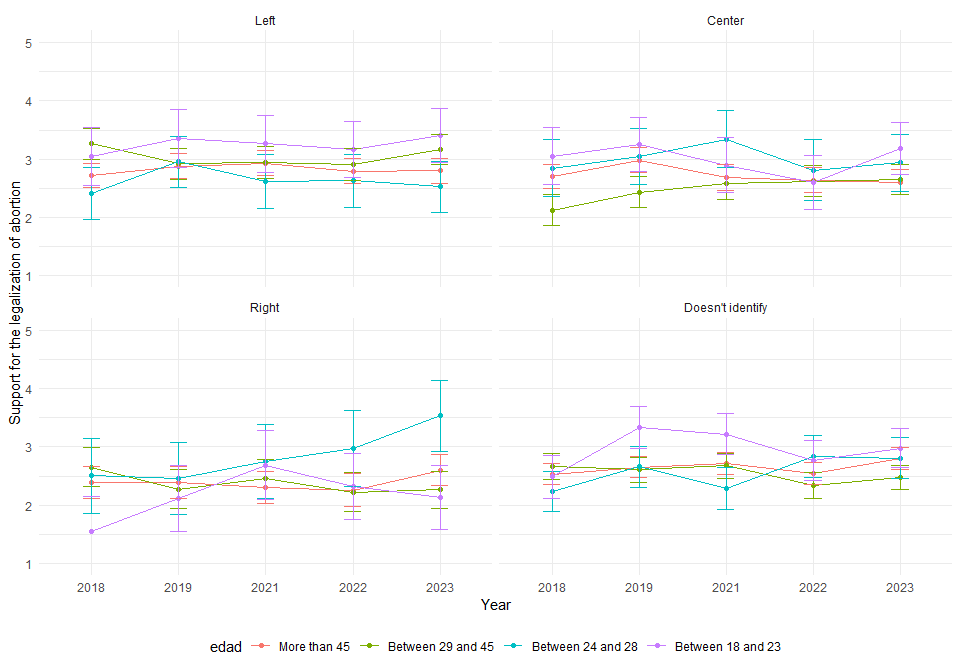 Left
Center
5
4
3
2
1
Right
Doesn't identify
5
4
3
2
1
Support for the legalization of abortion
2018 2019 2021 2022 2023
2018 2019 2021 2022 2023
Year
edad More than 45 Between 29 and 45 Between 24 and 28 Between 18 and 23